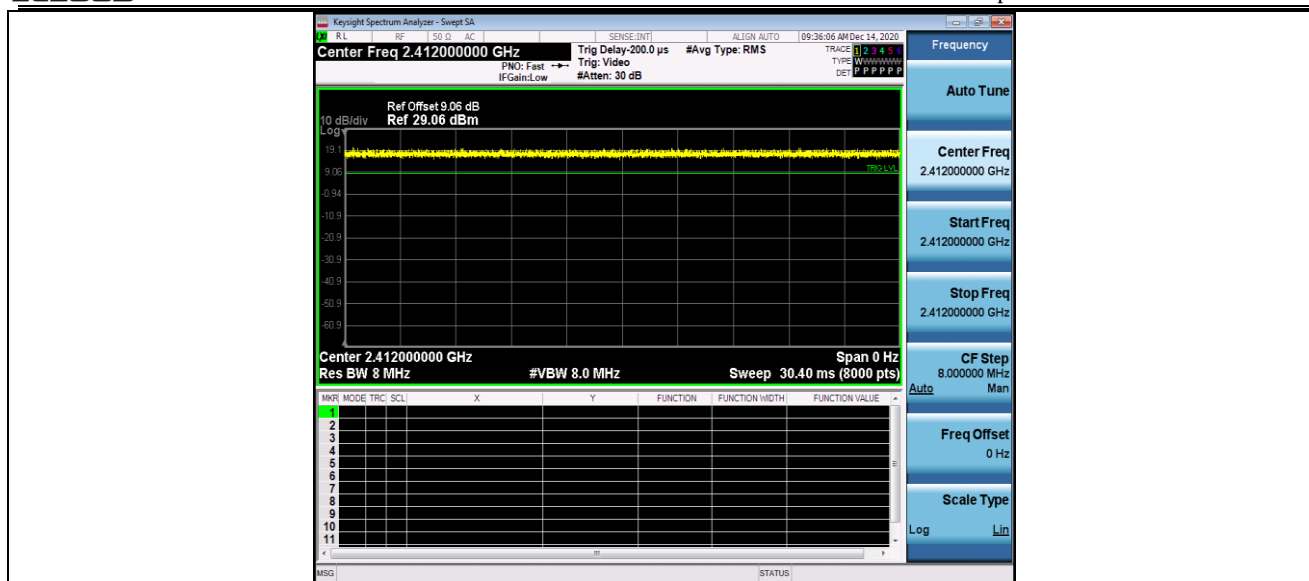 Keysight Spectrum Analyzer - Swept SA
LXI RL RF 50 Ω AC SENSE:INT ALIGN AUTO 09:36:06 AM Dec 14, 2020
Center Freq 2.412000000 GHz
PNO: Fast
IFGain:Low
Trig Delay-200.0 µs
Trig: Video
#Atten: 30 dB
#Avg Type: RMS
TRACE 1 2 3 4 5 6
TYPE WWWWWW
DET P P P P P P
Ref Offset 9.06 dB
10 dB/div Ref 29.06 dBm
Log
19.1
9.06
TRIG LVL
-0.94
-10.9
-20.9
-30.9
-40.9
-50.9
-60.9
Center 2.412000000 GHz Span 0 Hz
Res BW 8 MHz #VBW 8.0 MHz Sweep 30.40 ms (8000 pts)
MKR MODE TRC SCL X Y FUNCTION FUNCTION WIDTH FUNCTION VALUE
1
2
3
4
5
6
7
8
9
10
11
MSG STATUS
Frequency
Auto Tune
Center Freq
2.412000000 GHz
Start Freq
2.412000000 GHz
Stop Freq
2.412000000 GHz
CF Step
8.000000 MHz
Auto Man
Freq Offset
0 Hz
Scale Type
Log Lin